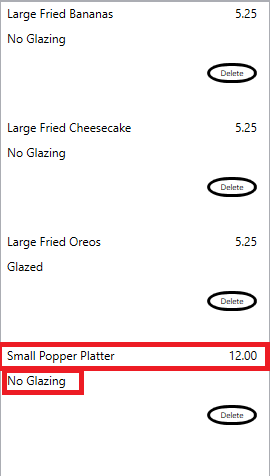 Large Fried Bananas 5.25
No Glazing
Delete
Large Fried Cheesecake 5.25
No Glazing
Delete
Large Fried Oreos 5.25
Glazed
Delete
Small Popper Platter 12.00
No Glazing
Delete